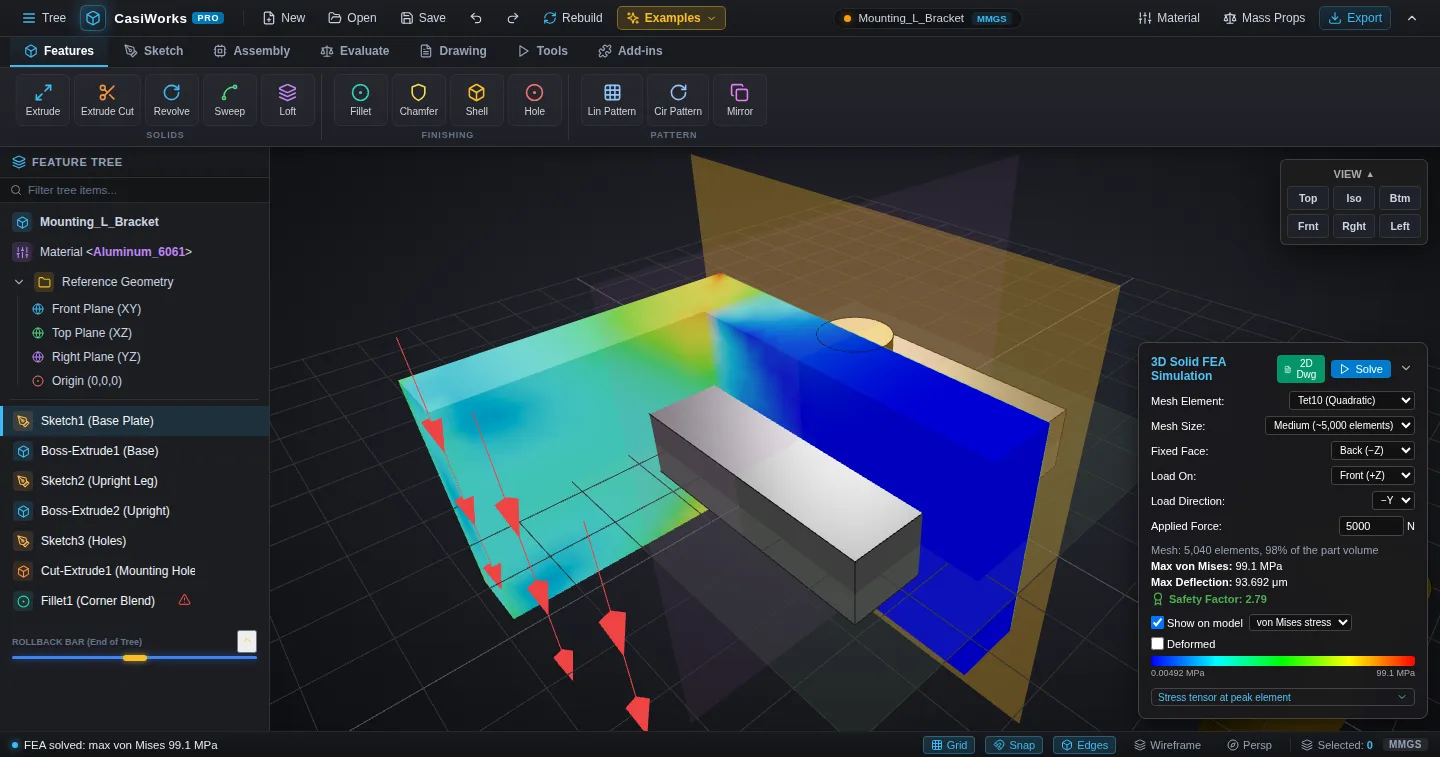 Tree
CasiWorks PRO
New
Open
Save
Rebuild
Examples
Mounting_L_Bracket MMGS
Material
Mass Props
Export
Features
Sketch
Assembly
Evaluate
Drawing
Tools
Add-ins
Extrude
Extrude Cut
Revolve
Sweep
Loft
SOLIDS
Fillet
Chamfer
Shell
Hole
FINISHING
Lin Pattern
Cir Pattern
Mirror
PATTERN
FEATURE TREE
Filter tree items...
Mounting_L_Bracket
Material <Aluminum_6061>
Reference Geometry
Front Plane (XY)
Top Plane (XZ)
Right Plane (YZ)
Origin (0,0,0)
Sketch1 (Base Plate)
Boss-Extrude1 (Base)
Sketch2 (Upright Leg)
Boss-Extrude2 (Upright)
Sketch3 (Holes)
Cut-Extrude1 (Mounting Hole
Fillet1 (Corner Blend)
ROLLBACK BAR (End of Tree)
VIEW ▲
Top Iso Btm
Frnt Rght Left
3D Solid FEA
Simulation
2D
Dwg
Solve
Mesh Element: Tet10 (Quadratic)
Mesh Size: Medium (~5,000 elements)
Fixed Face: Back (−Z)
Load On: Front (+Z)
Load Direction: −Y
Applied Force: 5000 N
Mesh: 5,040 elements, 98% of the part volume
Max von Mises: 99.1 MPa
Max Deflection: 93.692 µm
Safety Factor: 2.79
Show on model von Mises stress
Deformed
0.00492 MPa 99.1 MPa
Stress tensor at peak element
FEA solved: max von Mises 99.1 MPa
Grid
Snap
Edges
Wireframe
Persp
Selected: 0
MMGS